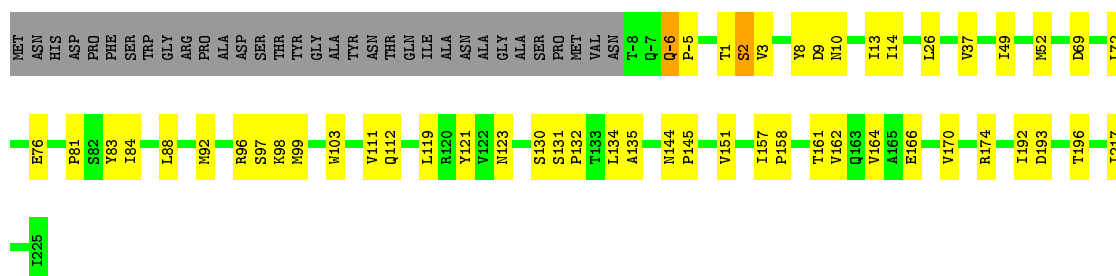 MET ASN HIS ASP PRO PHE SER TRP GLY ARG PRO ALA ASP SER THR TYR GLY ALA TYR ASN THR GLN ILE ALA ASN ALA GLY ALA SER PRO MET VAL ASN T-8 Q-7 Q-6 P-5 T1 S2 V3 Y8 D9 N10 I13 I14 L26 V37 I49 M52 D69
E76 P81 S82 Y83 I84 L88 M92 R96 S97 K98 M99 W103 V111 Q112 L119 R120 Y121 V122 N123 S130 S131 P132 T133 L134 A135 N144 P145 V151 I157 P158 T161 V162 Q163 V164 A165 E166 V170 R174 I192 D193 T196
I225